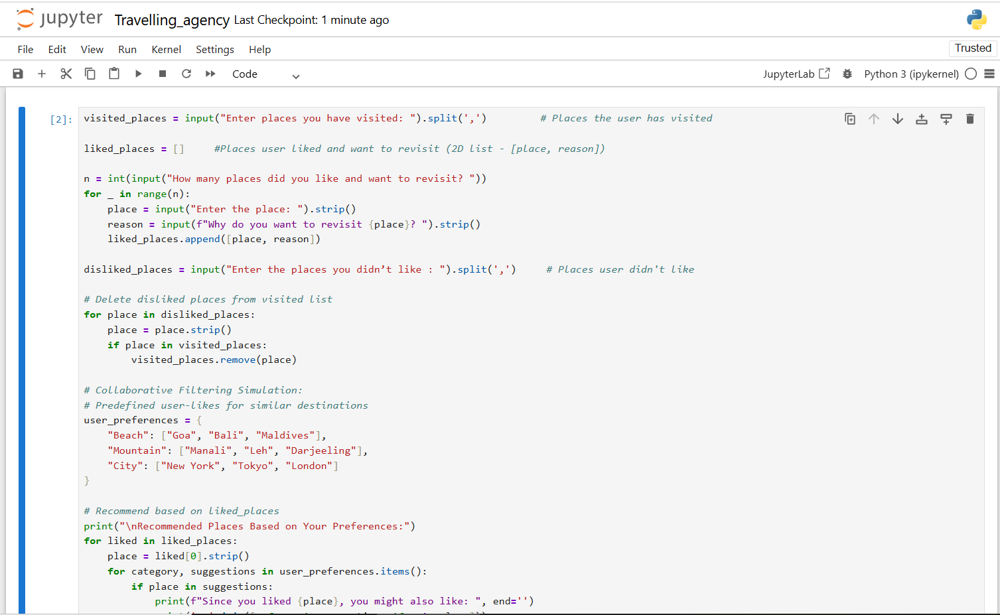 jupyter Travelling_agency Last Checkpoint: 1 minute ago
File Edit View Run Kernel Settings Help Trusted
Code JupyterLab Python 3 (ipykernel)
[2]: visited_places = input("Enter places you have visited: ").split(',')         # Places the user has visited
liked_places = []     #Places user liked and want to revisit (2D list - [place, reason])
n = int(input("How many places did you like and want to revisit? "))
for _ in range(n):
    place = input("Enter the place: ").strip()
    reason = input(f"Why do you want to revisit {place}? ").strip()
    liked_places.append([place, reason])
disliked_places = input("Enter the places you didn’t like : ").split(',')     # Places user didn't like
# Delete disliked places from visited list
for place in disliked_places:
    place = place.strip()
    if place in visited_places:
        visited_places.remove(place)
# Collaborative Filtering Simulation:
# Predefined user-likes for similar destinations
user_preferences = {
    "Beach": ["Goa", "Bali", "Maldives"],
    "Mountain": ["Manali", "Leh", "Darjeeling"],
    "City": ["New York", "Tokyo", "London"]
}
# Recommend based on liked_places
print("\nRecommended Places Based on Your Preferences:")
for liked in liked_places:
    place = liked[0].strip()
    for category, suggestions in user_preferences.items():
        if place in suggestions:
            print(f"Since you liked {place}, you might also like: ", end='')